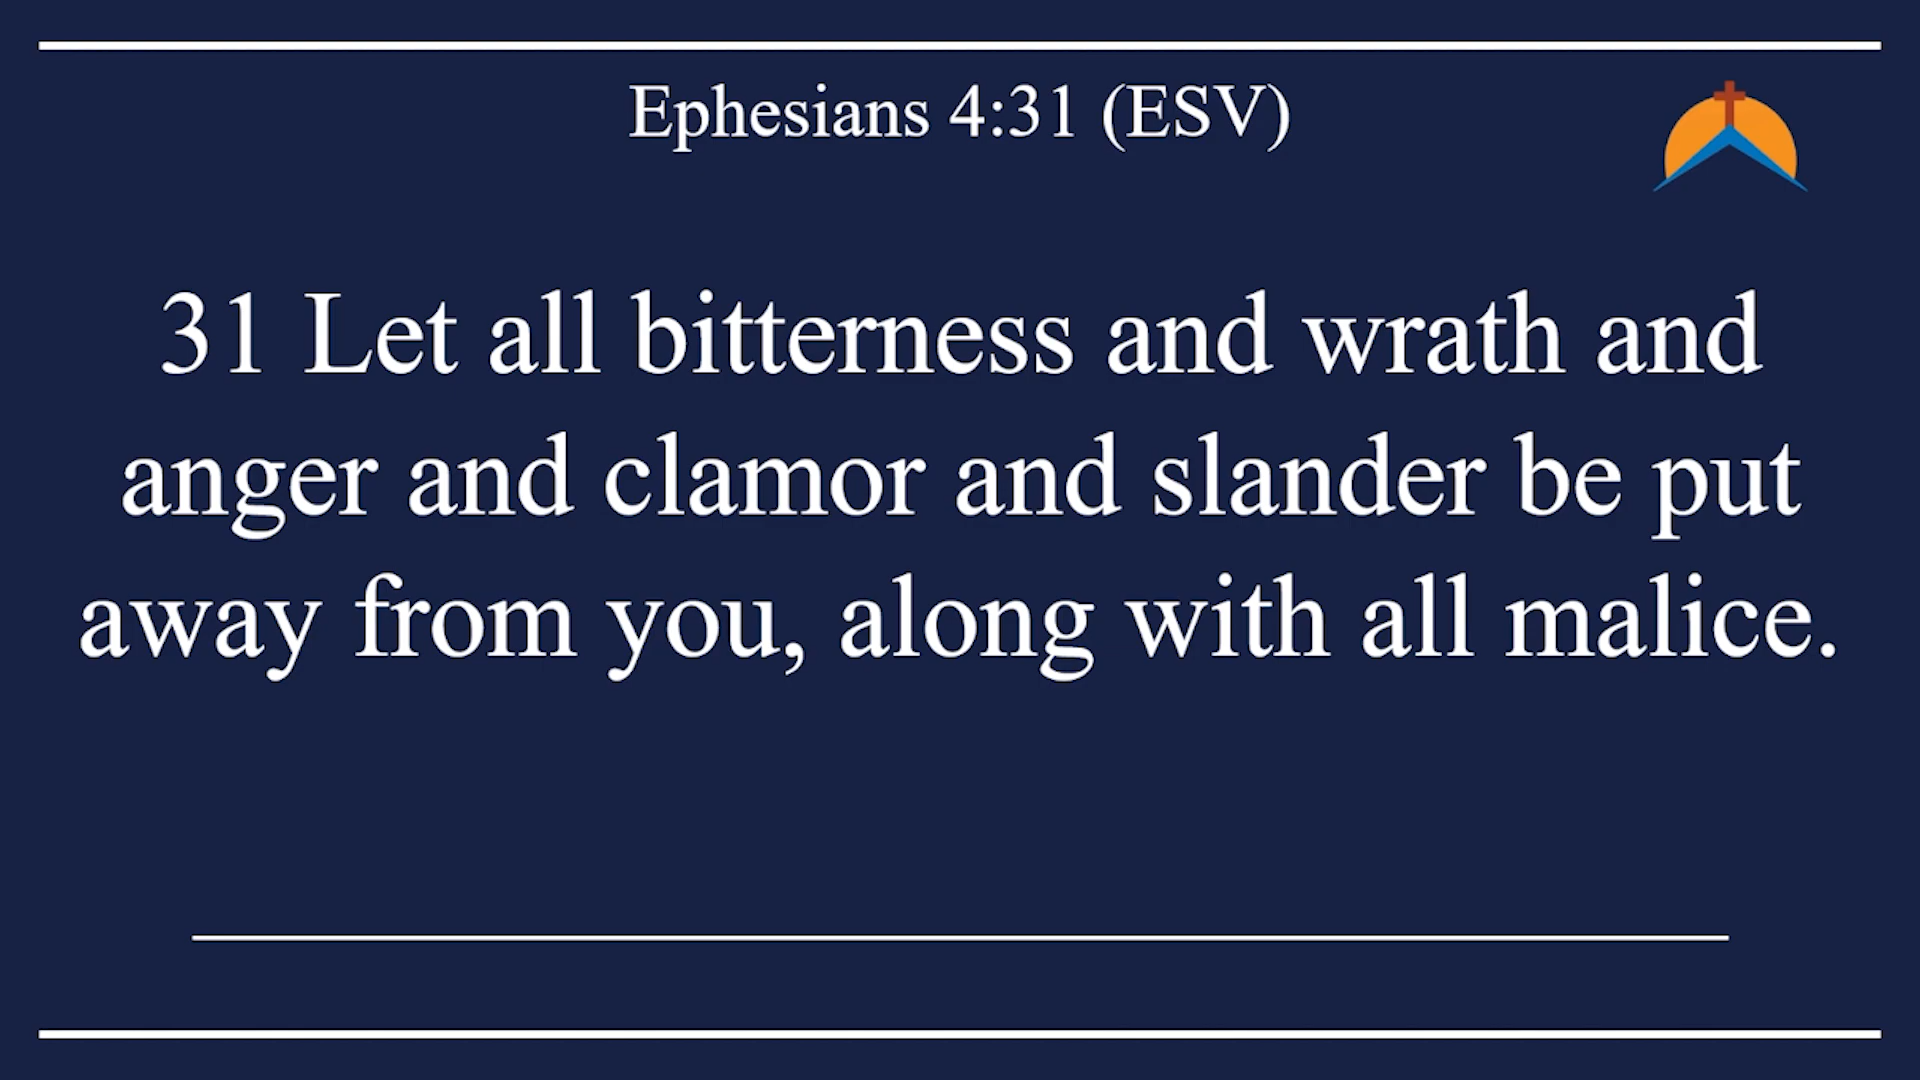 Ephesians 4:31 (ESV)
31 Let all bitterness and wrath and
anger and clamor and slander be put
away from you, along with all malice.